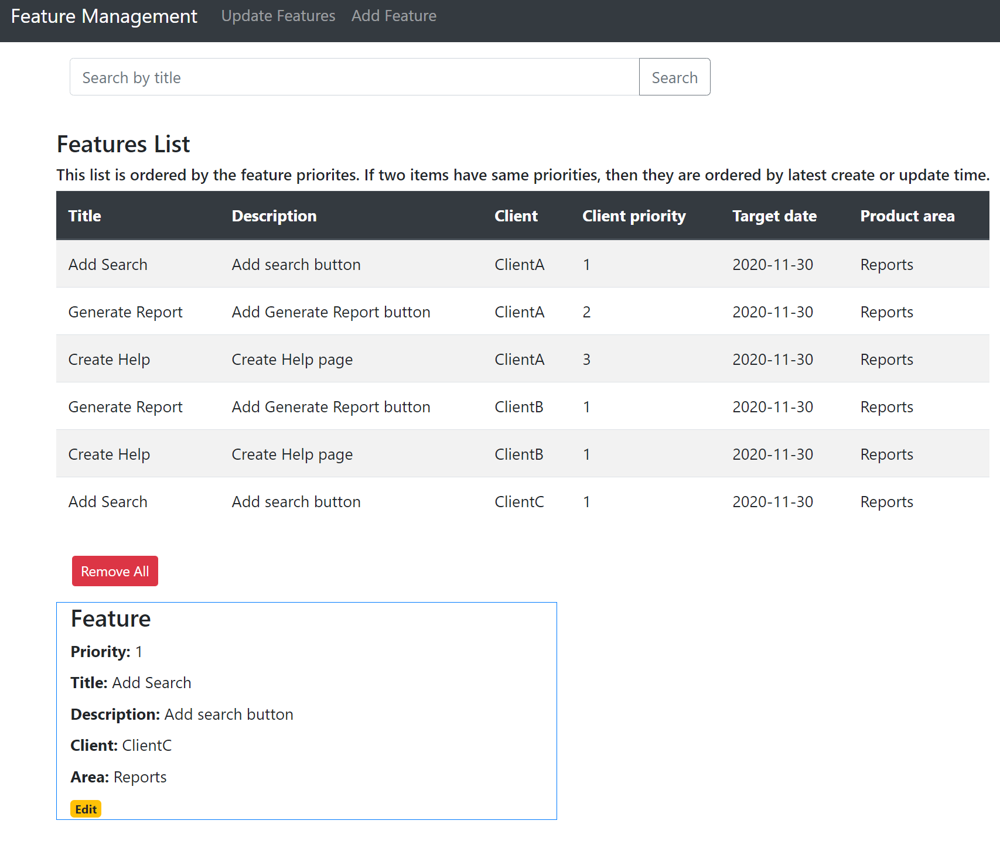 Feature Management Update Features Add Feature
Search by title Search
Features List
This list is ordered by the feature priorites. If two items have same priorities, then they are ordered by latest create or update time.
Title Description Client Client priority Target date Product area
Add Search Add search button ClientA 1 2020-11-30 Reports
Generate Report Add Generate Report button ClientA 2 2020-11-30 Reports
Create Help Create Help page ClientA 3 2020-11-30 Reports
Generate Report Add Generate Report button ClientB 1 2020-11-30 Reports
Create Help Create Help page ClientB 1 2020-11-30 Reports
Add Search Add search button ClientC 1 2020-11-30 Reports
Remove All
Feature
Priority: 1
Title: Add Search
Description: Add search button
Client: ClientC
Area: Reports
Edit